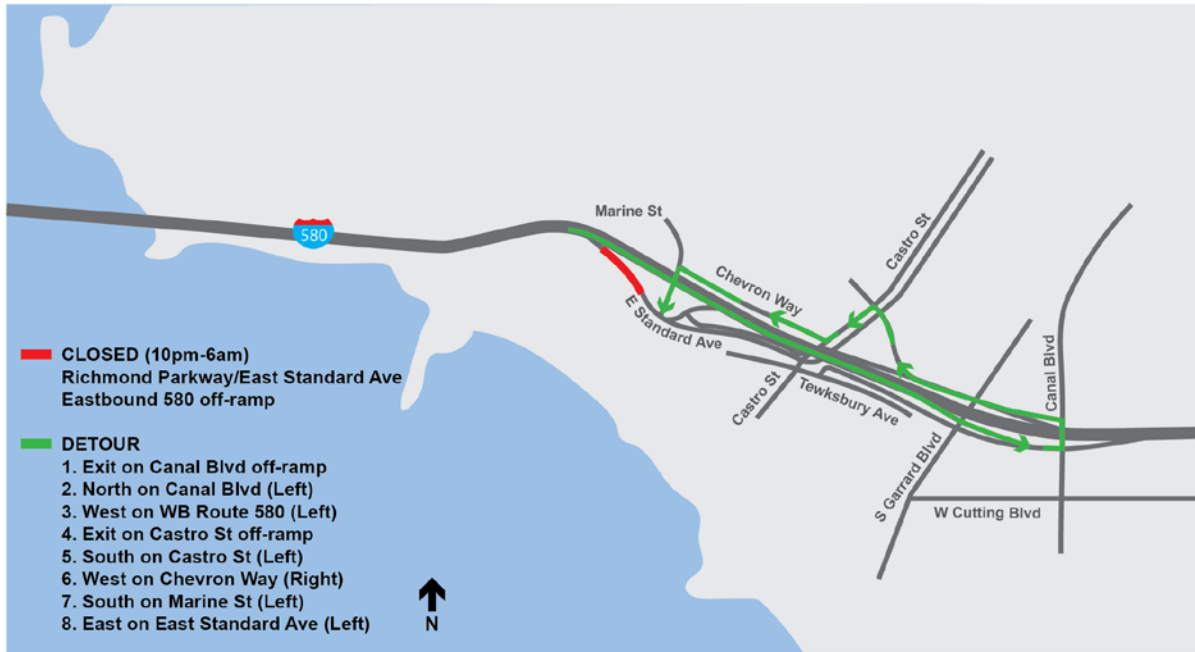 Marine St
580
Chevron Way
Castro St
E Standard Ave
Castro St
Tewksbury Ave
Canal Blvd
S Garrard Blvd
W Cutting Blvd
CLOSED (10pm-6am)
Richmond Parkway/East Standard Ave
Eastbound 580 off-ramp
DETOUR
1. Exit on Canal Blvd off-ramp
2. North on Canal Blvd (Left)
3. West on WB Route 580 (Left)
4. Exit on Castro St off-ramp
5. South on Castro St (Left)
6. West on Chevron Way (Right)
7. South on Marine St (Left)
8. East on East Standard Ave (Left)
N